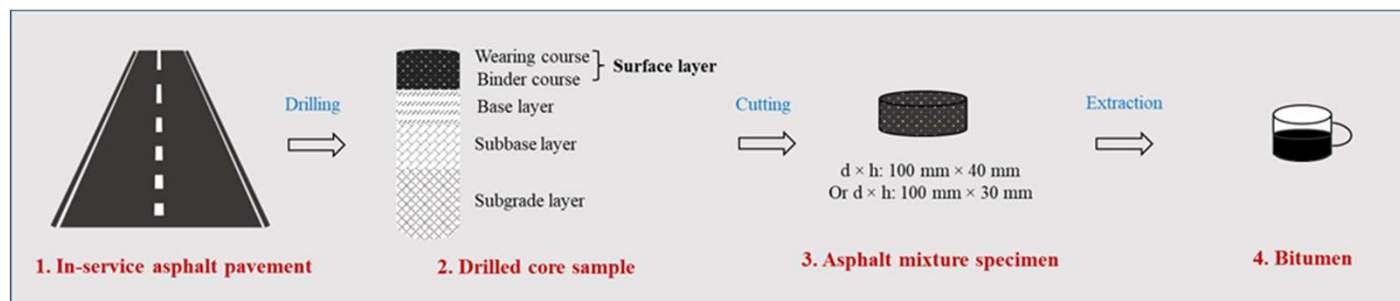 Drilling
Wearing course
Binder course
Surface layer
Base layer
Subbase layer
Subgrade layer
Cutting
d × h: 100 mm × 40 mm
Or d × h: 100 mm × 30 mm
Extraction
1. In-service asphalt pavement
2. Drilled core sample
3. Asphalt mixture specimen
4. Bitumen